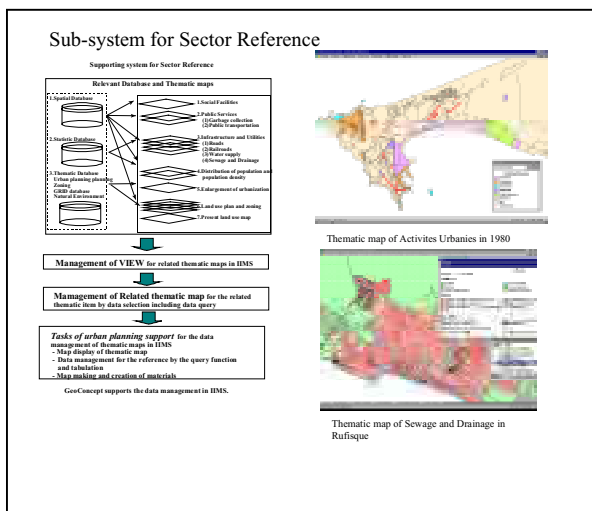 Sub-system for Sector Reference
Supporting system for Sector Reference
Relevant Database and Thematic maps
1.Spatial Database
2.Statistic Database
3.Thematic Database
Urban planning planning
Zoning
GRID database
Natural Environment
1.Social Facilities
2.Public Services
(1)Garbage collection
(2)Public transportation
3.Infrastructure and Utilities
(1)Roads
(2)Railroads
(3)Water supply
(4)Sewage and Drainage
4.Distribution of population and
population density
5.Enlargement of urbanization
6.Land use plan and zoning
7.Present land use map
Management of VIEW for related thematic maps in IIMS
Management of Related thematic map for the related
thematic item by data selection including data query
Tasks of urban planning support for the data
management of thematic maps in IIMS
- Map display of thematic map
- Data management for the reference by the query function
and tabulation
- Map making and creation of materials
GeoConcept supports the data management in IIMS.
Thematic map of Activites Urbanies in 1980
Thematic map of Sewage and Drainage in
Rufisque